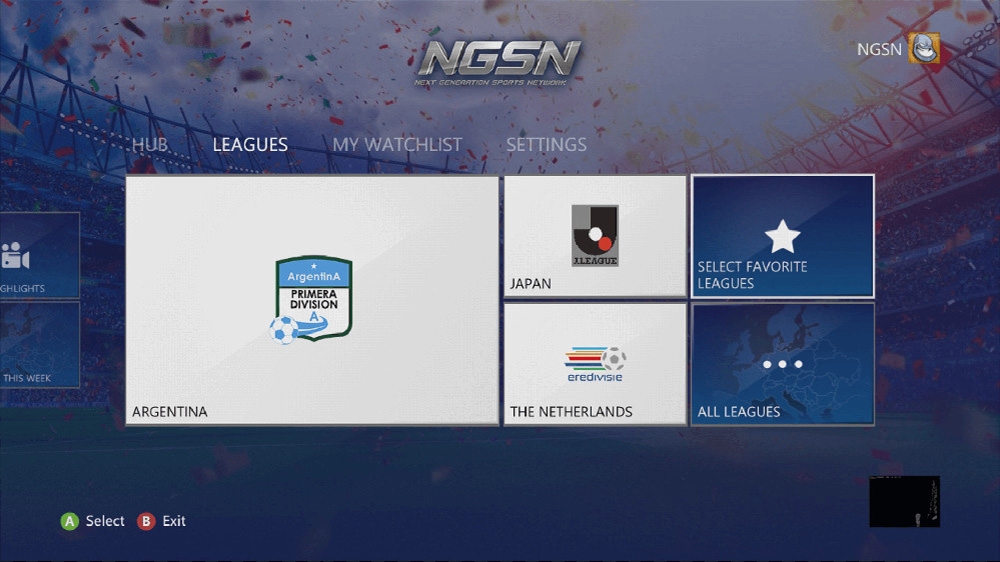 NGSN
NEXT GENERATION SPORTS NETWORK
NGSN
HUB
LEAGUES
MY WATCHLIST
SETTINGS
GHLIGHTS
THIS WEEK
ArgentinA
PRIMERA
DIVISION
A
ARGENTINA
J.LEAGUE
JAPAN
eredivisie
THE NETHERLANDS
SELECT FAVORITE
LEAGUES
ALL LEAGUES
A Select
B Exit